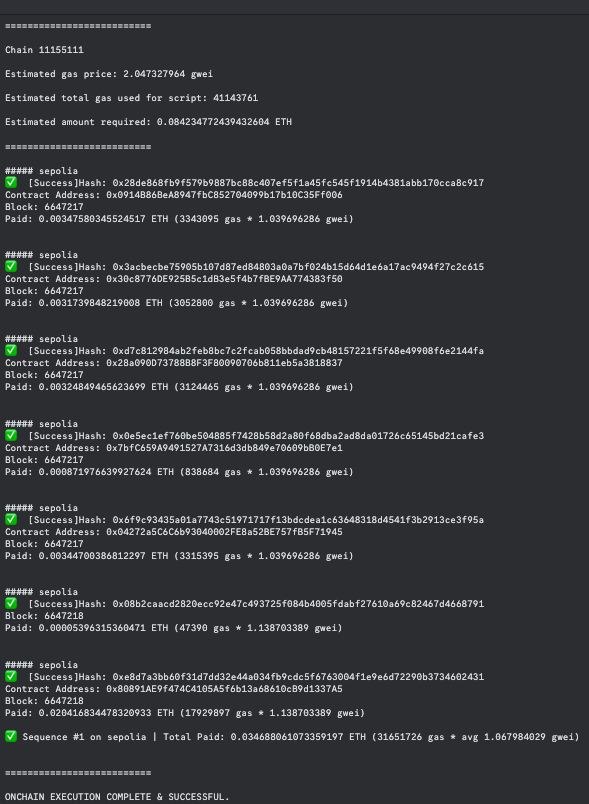 ==========================
Chain 11155111
Estimated gas price: 2.047327964 gwei
Estimated total gas used for script: 41143761
Estimated amount required: 0.084234772439432604 ETH
==========================
##### sepolia
✅ [Success]Hash: 0x28de868fb9f579b9887bc88c407ef5f1a45fc545f1914b4381abb170cca8c917
Contract Address: 0x0914B86BeA8947fbC852704099b17b10C35Ff006
Block: 6647217
Paid: 0.00347580345524517 ETH (3343095 gas * 1.039696286 gwei)
##### sepolia
✅ [Success]Hash: 0x3acbecbe75905b107d87ed84803a0a7bf024b15d64d1e6a17ac9494f27c2c615
Contract Address: 0x30c8776DE925B5c1dB3e5f4b7fBE9AA774383f50
Block: 6647217
Paid: 0.0031739848219008 ETH (3052800 gas * 1.039696286 gwei)
##### sepolia
✅ [Success]Hash: 0xd7c812984ab2feb8bc7c2fcab058bbdad9cb48157221f5f68e49908f6e2144fa
Contract Address: 0x28a090D73788B8F3F80090706b811eb5a3818837
Block: 6647217
Paid: 0.00324849465623699 ETH (3124465 gas * 1.039696286 gwei)
##### sepolia
✅ [Success]Hash: 0x0e5ec1ef760be504885f7428b58d2a80f68dba2ad8da01726c65145bd21cafe3
Contract Address: 0x7bfC659A9491527A7316d3db849e70609bB0E7e1
Block: 6647217
Paid: 0.000871976639927624 ETH (838684 gas * 1.039696286 gwei)
##### sepolia
✅ [Success]Hash: 0x6f9c93435a01a7743c51971717f13bdcdea1c63648318d4541f3b2913ce3f95a
Contract Address: 0x04272a5C6C6b93040002FE8a52BE757fB5F71945
Block: 6647217
Paid: 0.00344700386812297 ETH (3315395 gas * 1.039696286 gwei)
##### sepolia
✅ [Success]Hash: 0x08b2caacd2820ecc92e47c493725f084b4005fdabf27610a69c82467d4668791
Block: 6647218
Paid: 0.00005396315360471 ETH (47390 gas * 1.138703389 gwei)
##### sepolia
✅ [Success]Hash: 0xe8d7a3bb60f31d7dd32e44a034fb9cdc5f6763004f1e9e6d72290b3734602431
Contract Address: 0x80891AE9f474C4105A5f6b13a68610cB9d1337A5
Block: 6647218
Paid: 0.020416834478320933 ETH (17929897 gas * 1.138703389 gwei)
✅ Sequence #1 on sepolia | Total Paid: 0.034688061073359197 ETH (31651726 gas * avg 1.067984029 gwei)
==========================
ONCHAIN EXECUTION COMPLETE & SUCCESSFUL.